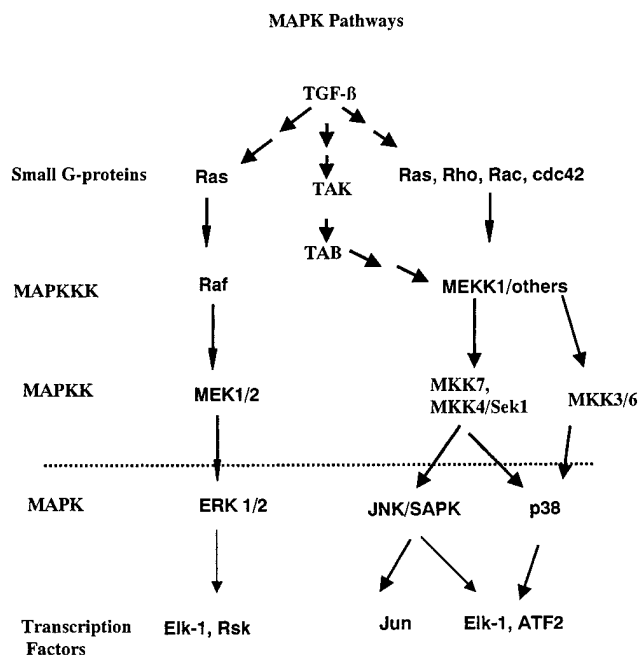 MAPK Pathways
TGF-ß
Small G-proteins Ras TAK Ras, Rho, Rac, cdc42
TAB
MAPKKK Raf MEKK1/others
MAPKK MEK1/2 MKK7,
MKK4/Sek1 MKK3/6
MAPK ERK 1/2 JNK/SAPK p38
Transcription
Factors Elk-1, Rsk Jun Elk-1, ATF2